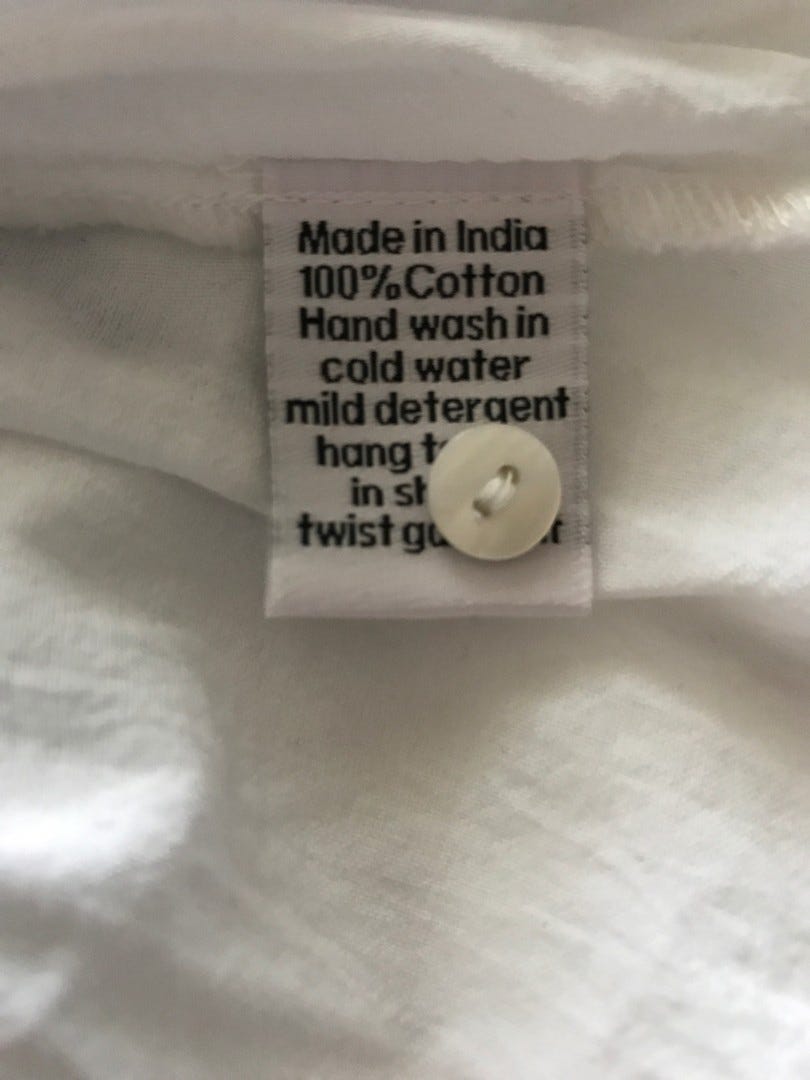 Made in India
100% Cotton
Hand wash in
cold water
mild detergent
hang
in
twist